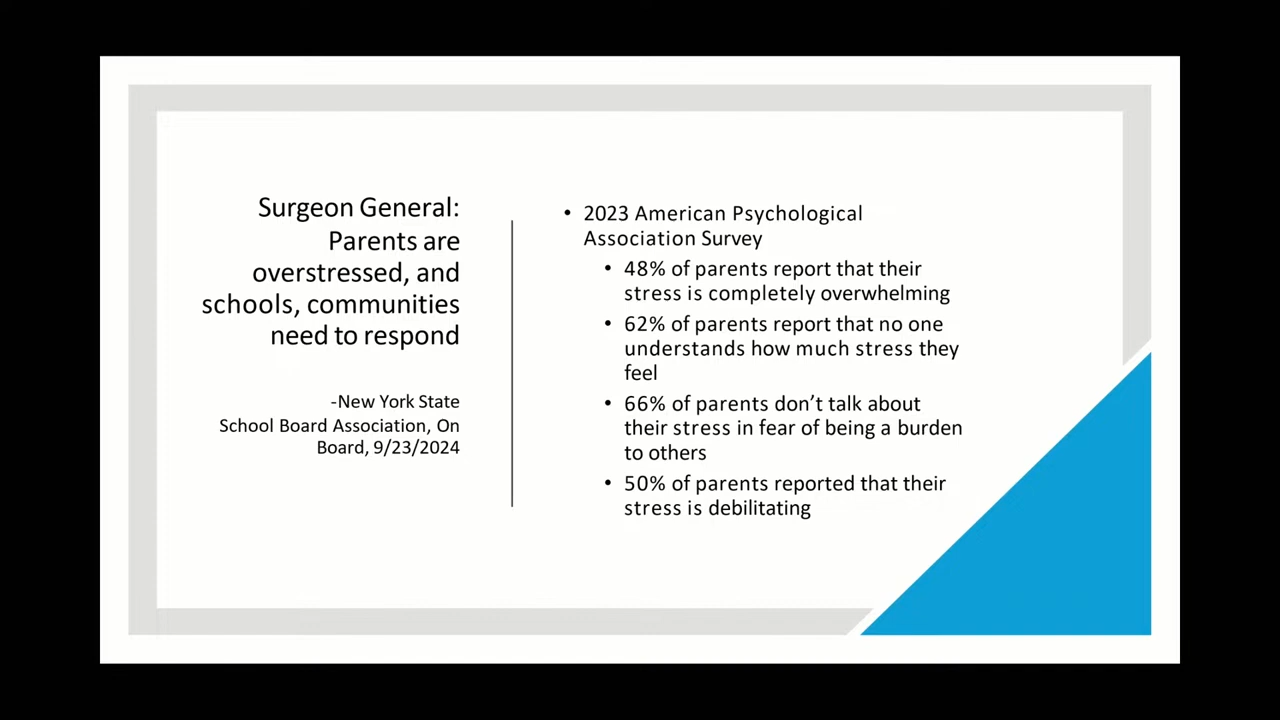 Surgeon General:
Parents are
overstressed, and
schools, communities
need to respond
-New York State
School Board Association, On
Board, 9/23/2024
• 2023 American Psychological
Association Survey
• 48% of parents report that their
stress is completely overwhelming
• 62% of parents report that no one
understands how much stress they
feel
• 66% of parents don’t talk about
their stress in fear of being a burden
to others
• 50% of parents reported that their
stress is debilitating